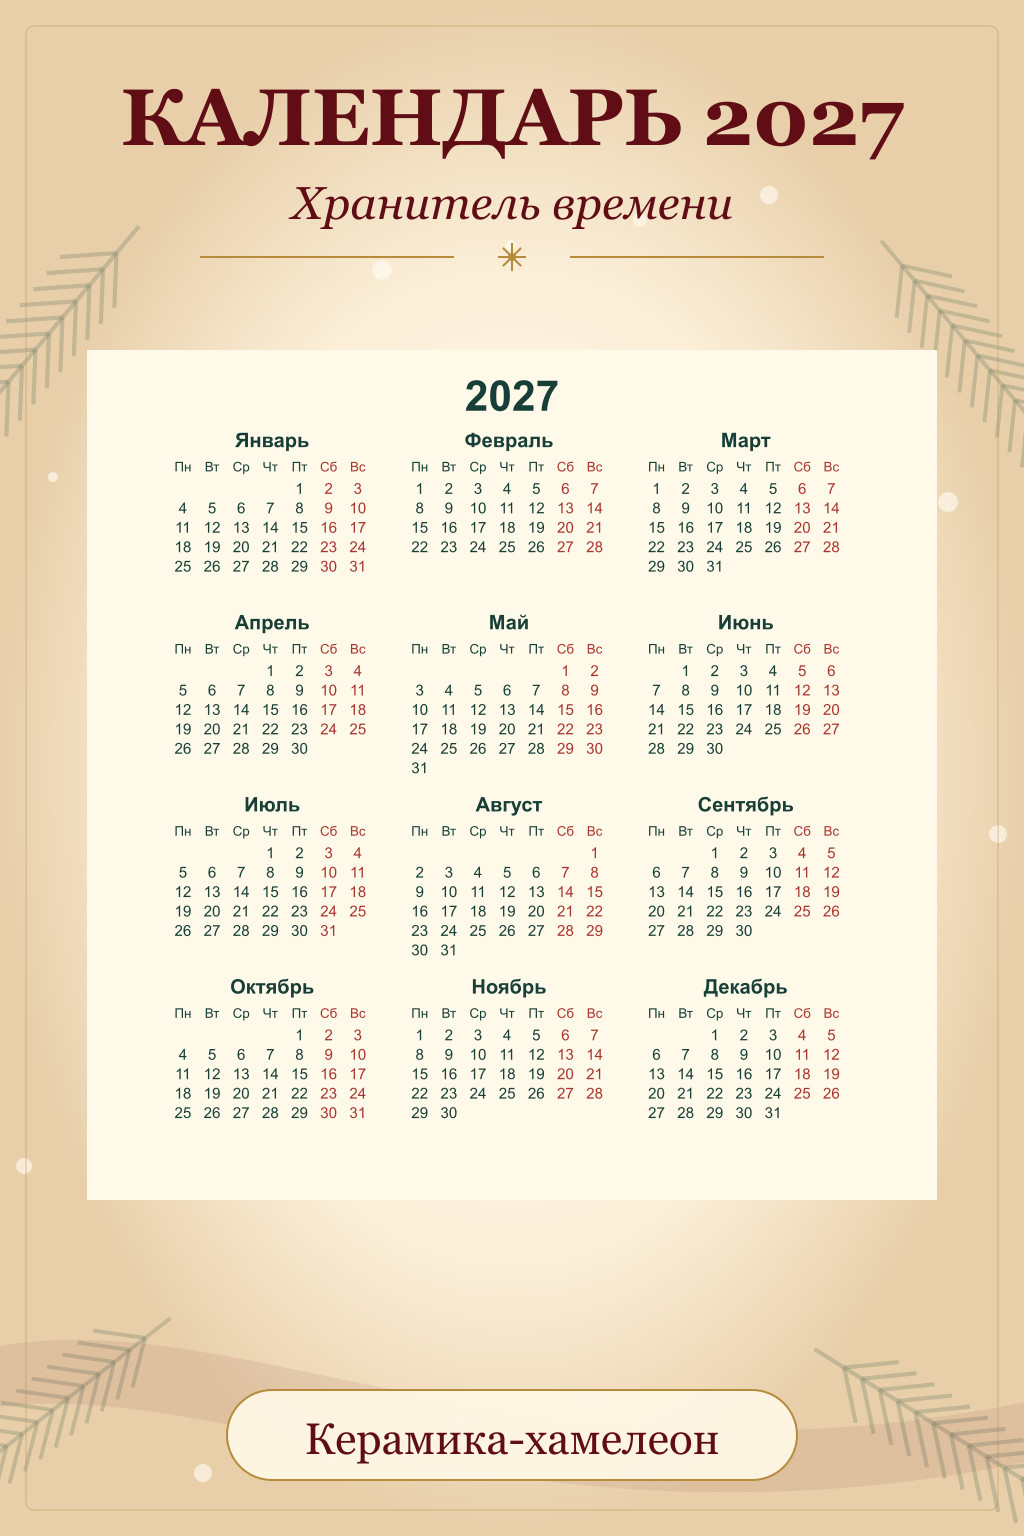 КАЛЕНДАРЬ 2027
Хранитель времени
2027
Январь Февраль Март
Пн Вт Ср Чт Пт Сб Вс Пн Вт Ср Чт Пт Сб Вс Пн Вт Ср Чт Пт Сб Вс
1 2 3 1 2 3 4 5 6 7 1 2 3 4 5 6 7
4 5 6 7 8 9 10 8 9 10 11 12 13 14 8 9 10 11 12 13 14
11 12 13 14 15 16 17 15 16 17 18 19 20 21 15 16 17 18 19 20 21
18 19 20 21 22 23 24 22 23 24 25 26 27 28 22 23 24 25 26 27 28
25 26 27 28 29 30 31 29 30 31
Апрель Май Июнь
Пн Вт Ср Чт Пт Сб Вс Пн Вт Ср Чт Пт Сб Вс Пн Вт Ср Чт Пт Сб Вс
1 2 3 4 1 2 1 2 3 4 5 6
5 6 7 8 9 10 11 3 4 5 6 7 8 9 7 8 9 10 11 12 13
12 13 14 15 16 17 18 10 11 12 13 14 15 16 14 15 16 17 18 19 20
19 20 21 22 23 24 25 17 18 19 20 21 22 23 21 22 23 24 25 26 27
26 27 28 29 30 24 25 26 27 28 29 30 28 29 30
31
Июль Август Сентябрь
Пн Вт Ср Чт Пт Сб Вс Пн Вт Ср Чт Пт Сб Вс Пн Вт Ср Чт Пт Сб Вс
1 2 3 4 1 1 2 3 4 5
5 6 7 8 9 10 11 2 3 4 5 6 7 8 6 7 8 9 10 11 12
12 13 14 15 16 17 18 9 10 11 12 13 14 15 13 14 15 16 17 18 19
19 20 21 22 23 24 25 16 17 18 19 20 21 22 20 21 22 23 24 25 26
26 27 28 29 30 31 23 24 25 26 27 28 29 27 28 29 30
30 31
Октябрь Ноябрь Декабрь
Пн Вт Ср Чт Пт Сб Вс Пн Вт Ср Чт Пт Сб Вс Пн Вт Ср Чт Пт Сб Вс
1 2 3 1 2 3 4 5 6 7 1 2 3 4 5
4 5 6 7 8 9 10 8 9 10 11 12 13 14 6 7 8 9 10 11 12
11 12 13 14 15 16 17 15 16 17 18 19 20 21 13 14 15 16 17 18 19
18 19 20 21 22 23 24 22 23 24 25 26 27 28 20 21 22 23 24 25 26
25 26 27 28 29 30 31 29 30 27 28 29 30 31
Керамика-хамелеон